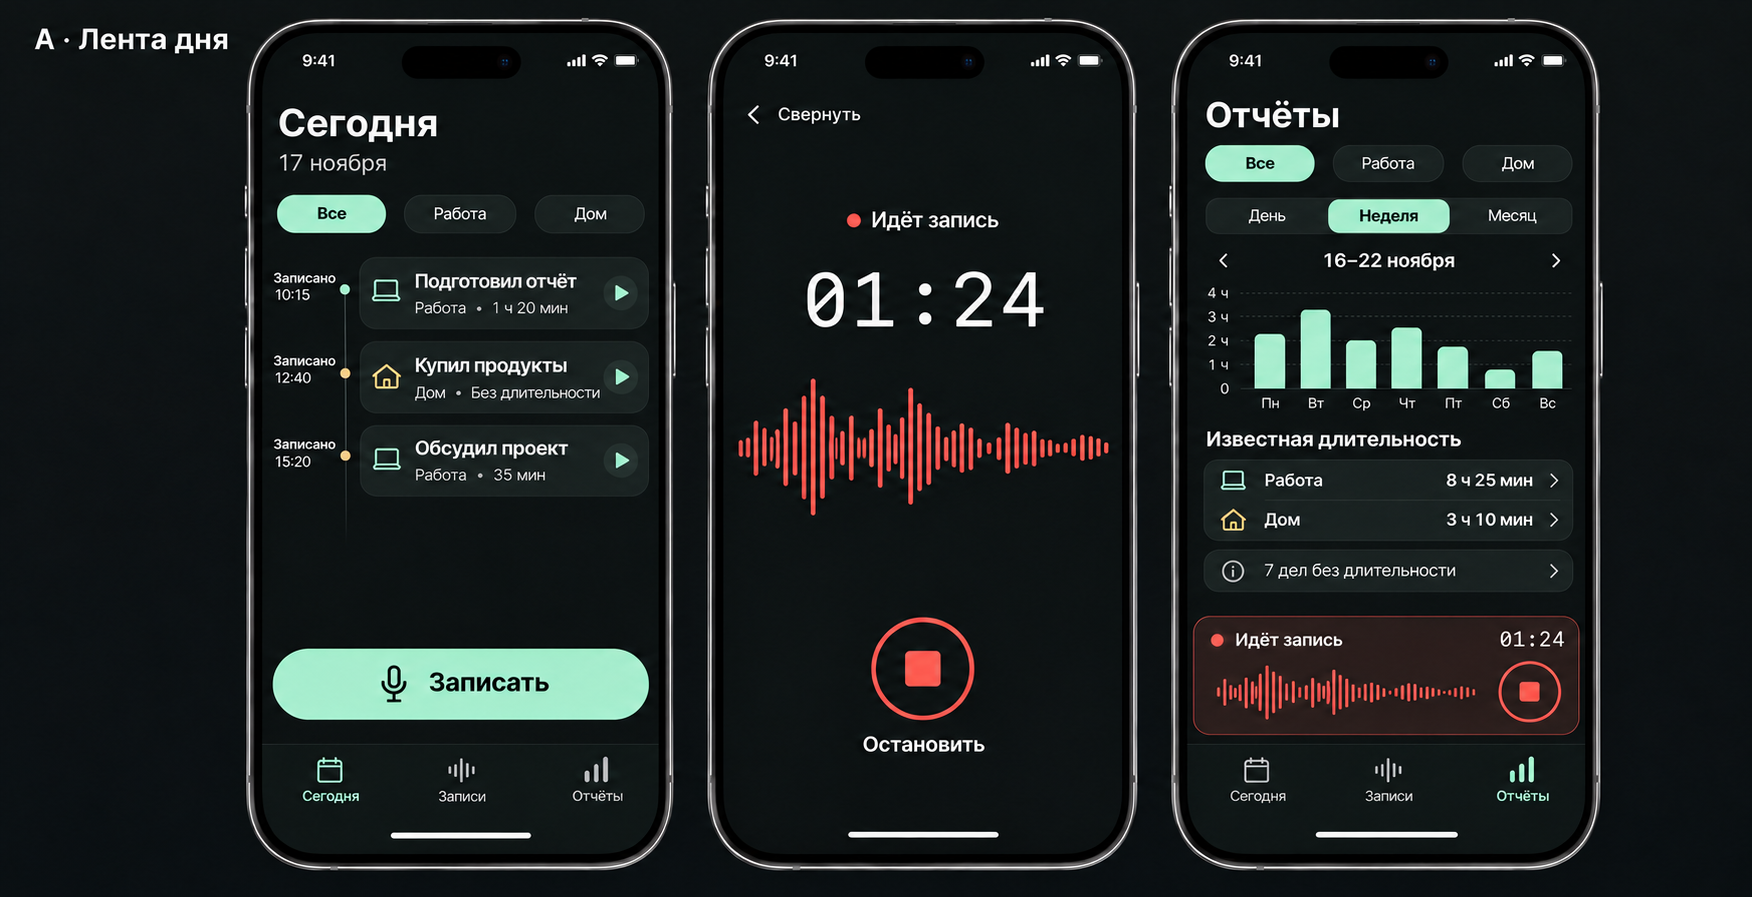 А · Лента дня
9:41
Сегодня
17 ноября
Все Работа Дом
Записано
10:15
Подготовил отчёт
Работа • 1 ч 20 мин
Записано
12:40
Купил продукты
Дом • Без длительности
Записано
15:20
Обсудил проект
Работа • 35 мин
Записать
Сегодня Записи Отчёты
9:41
Свернуть
Идёт запись
01:24
Остановить
9:41
Отчёты
Все Работа Дом
День Неделя Месяц
16–22 ноября
4 ч
3 ч
2 ч
1 ч
0
Пн Вт Ср Чт Пт Сб Вс
Известная длительность
Работа 8 ч 25 мин
Дом 3 ч 10 мин
7 дел без длительности
Идёт запись 01:24
Сегодня Записи Отчёты